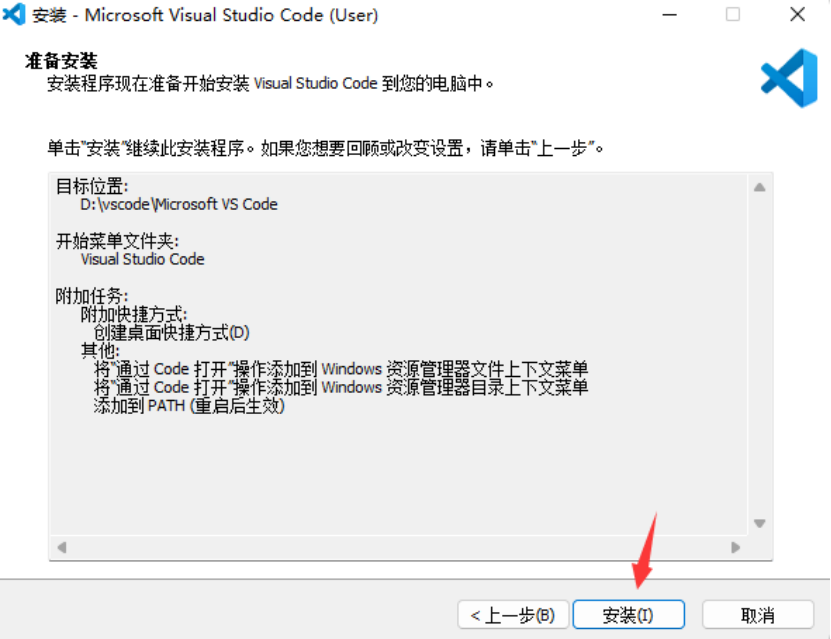 安装 - Microsoft Visual Studio Code (User)
准备安装
安装程序现在准备开始安装 Visual Studio Code 到您的电脑中。
单击"安装"继续此安装程序。如果您想要回顾或改变设置，请单击"上一步"。
目标位置:
D:\vscode\Microsoft VS Code
开始菜单文件夹:
Visual Studio Code
附加任务:
附加快捷方式:
创建桌面快捷方式(D)
其他:
将"通过 Code 打开"操作添加到 Windows 资源管理器文件上下文菜单
将"通过 Code 打开"操作添加到 Windows 资源管理器目录上下文菜单
添加到 PATH (重启后生效)
< 上一步(B) 安装(I) 取消